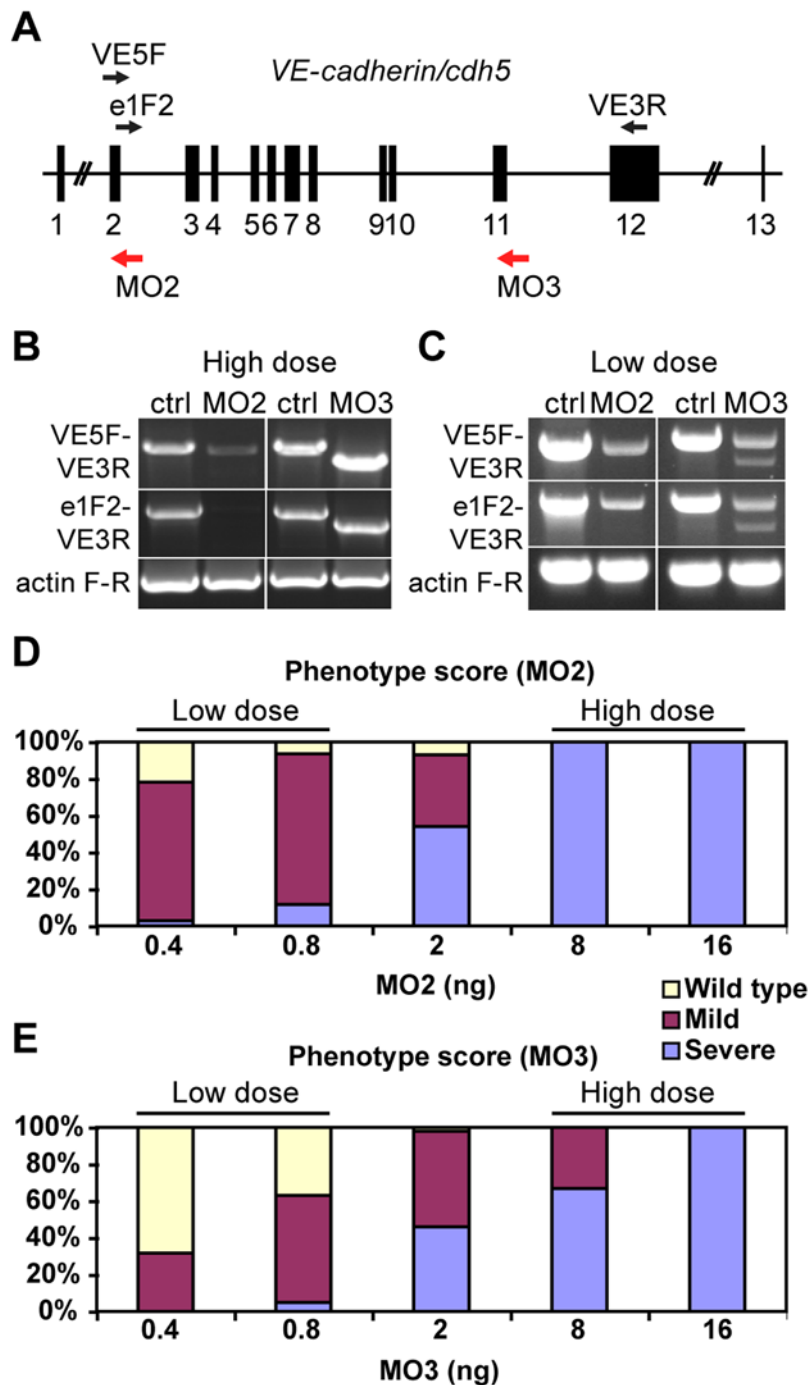 A
VE5F
VE-cadherin/cdh5
e1F2
VE3R
1 2 3 4 5 6 7 8 9 10 11 12 13
MO2
MO3
B
High dose
ctrl MO2 ctrl MO3
VE5F-
VE3R
e1F2-
VE3R
actin F-R
C
Low dose
ctrl MO2 ctrl MO3
VE5F-
VE3R
e1F2-
VE3R
actin F-R
D
Phenotype score (MO2)
Low dose
High dose
100%
80%
60%
40%
20%
0%
0.4 0.8 2 8 16
MO2 (ng)
Wild type
Mild
Severe
E
Phenotype score (MO3)
Low dose
High dose
100%
80%
60%
40%
20%
0%
0.4 0.8 2 8 16
MO3 (ng)